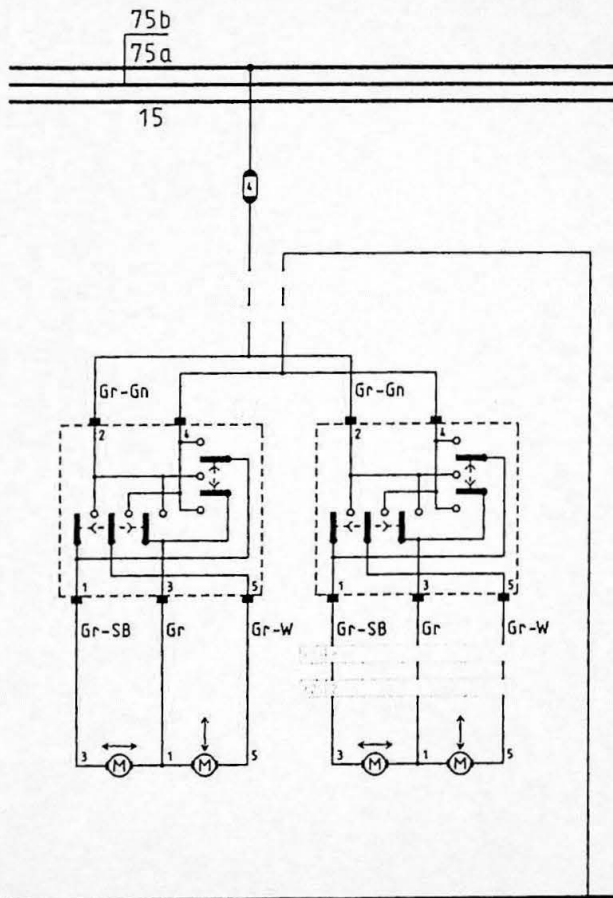 75b
75a
15
4
Gr-Gn Gr-Gn
2 4 2 4
1 3 5 1 3 5
Gr-SB Gr Gr-W Gr-SB Gr Gr-W
3 M 1 M 5 3 M 1 M 5